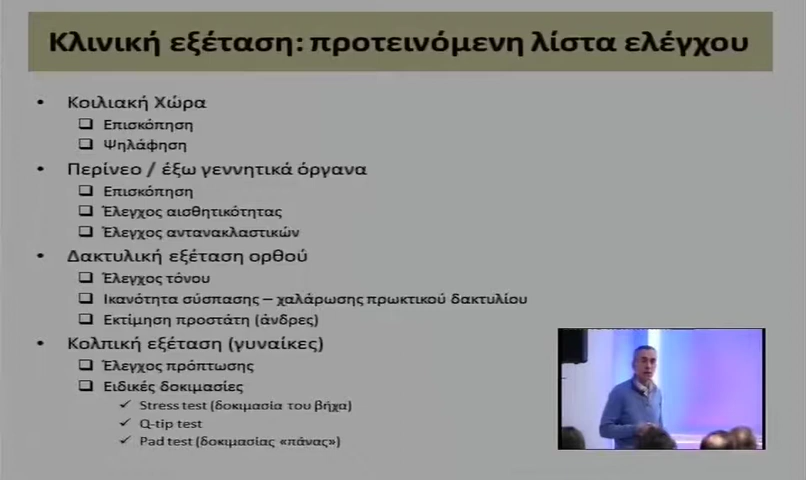 Κλινική εξέταση: προτεινόμενη λίστα ελέγχου
• Κοιλιακή Χώρα
❑ Επισκόπηση
❑ Ψηλάφηση
• Περίνεο / έξω γεννητικά όργανα
❑ Επισκόπηση
❑ Έλεγχος αισθητικότητας
❑ Έλεγχος αντανακλαστικών
• Δακτυλική εξέταση ορθού
❑ Έλεγχος τόνου
❑ Ικανότητα σύσπασης – χαλάρωσης πρωκτικού δακτυλίου
❑ Εκτίμηση προστάτη (άνδρες)
• Κολπική εξέταση (γυναίκες)
❑ Έλεγχος πρόπτωσης
❑ Ειδικές δοκιμασίες
✓ Stress test (δοκιμασία του βήχα)
✓ Q-tip test
✓ Pad test (δοκιμασίας «πάνας»)